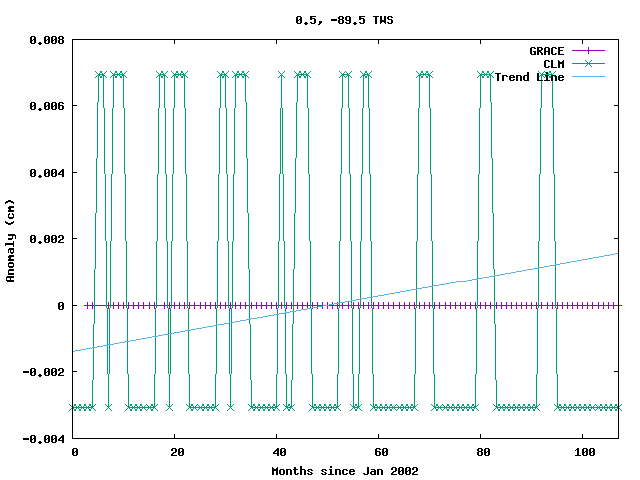 0.5, -89.5 TWS
0.008
0.006
0.004
0.002
0
-0.002
-0.004
Anomaly (cm)
GRACE
CLM
Trend Line
0 20 40 60 80 100
Months since Jan 2002